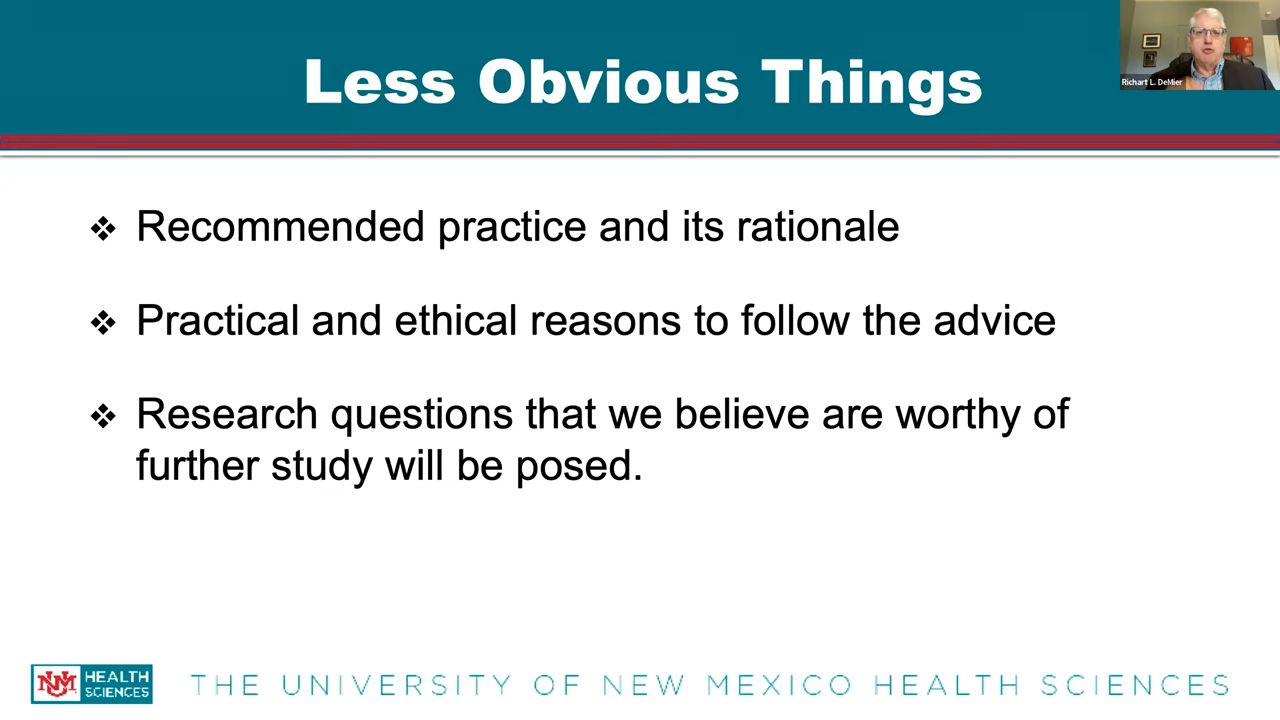 Less Obvious Things
Richart L. DeMier
❖ Recommended practice and its rationale
❖ Practical and ethical reasons to follow the advice
❖ Research questions that we believe are worthy of
further study will be posed.
UNM HEALTH SCIENCES
THE UNIVERSITY OF NEW MEXICO HEALTH SCIENCES